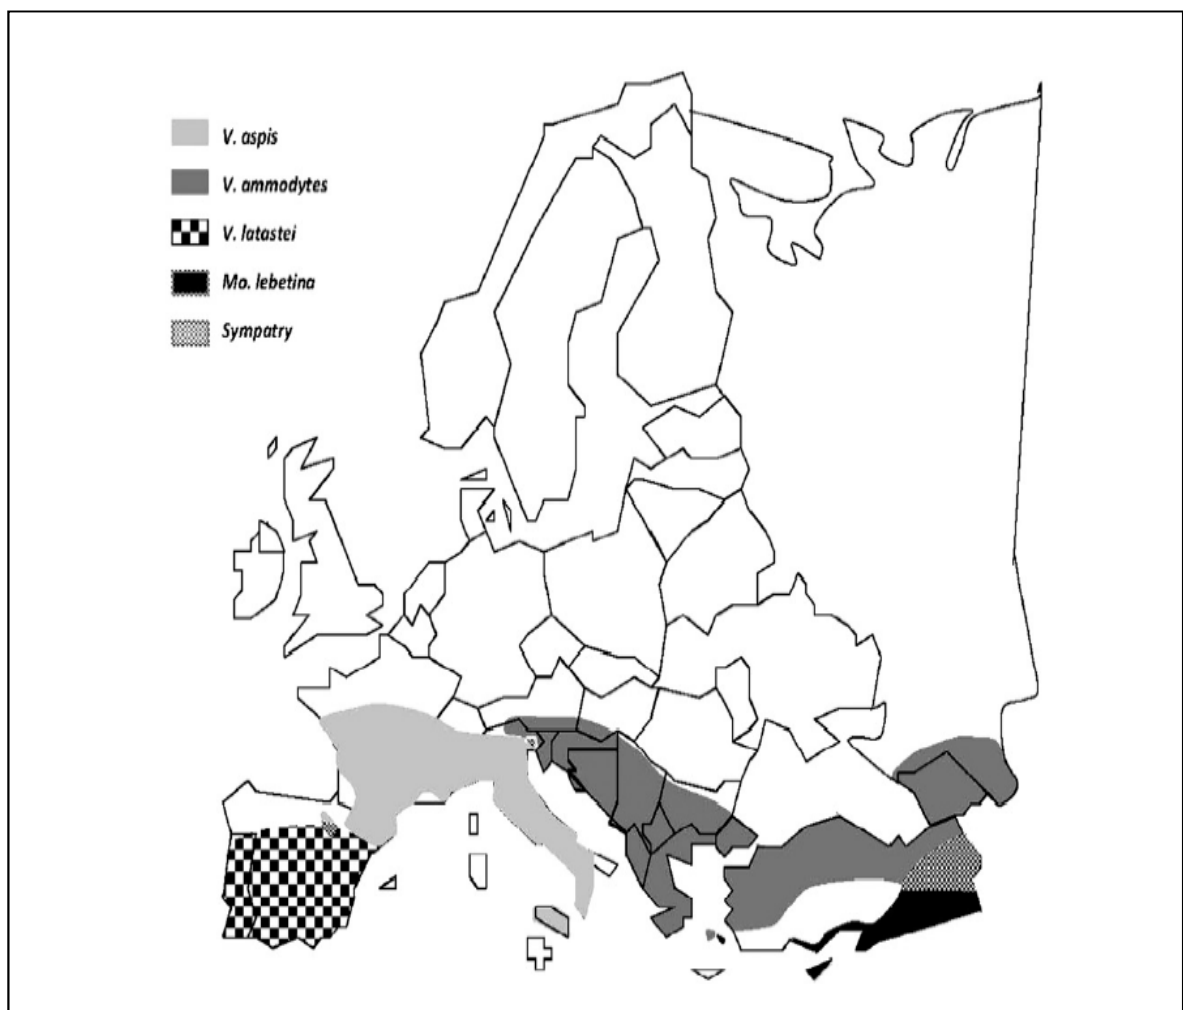 V. aspis
V. ammodytes
V. latastei
Mo. lebetina
Sympatry